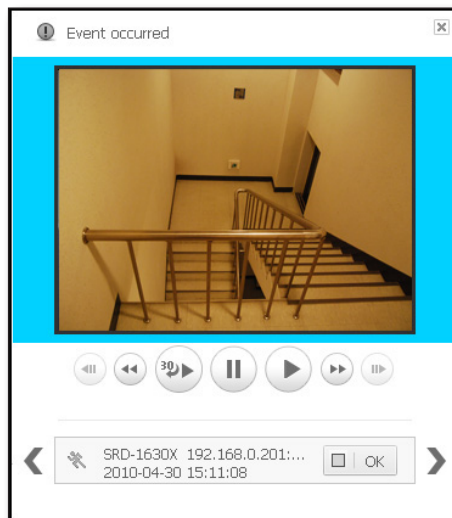 Event occurred
30
SRD-1630X 192.168.0.201:...
2010-04-30 15:11:08
OK